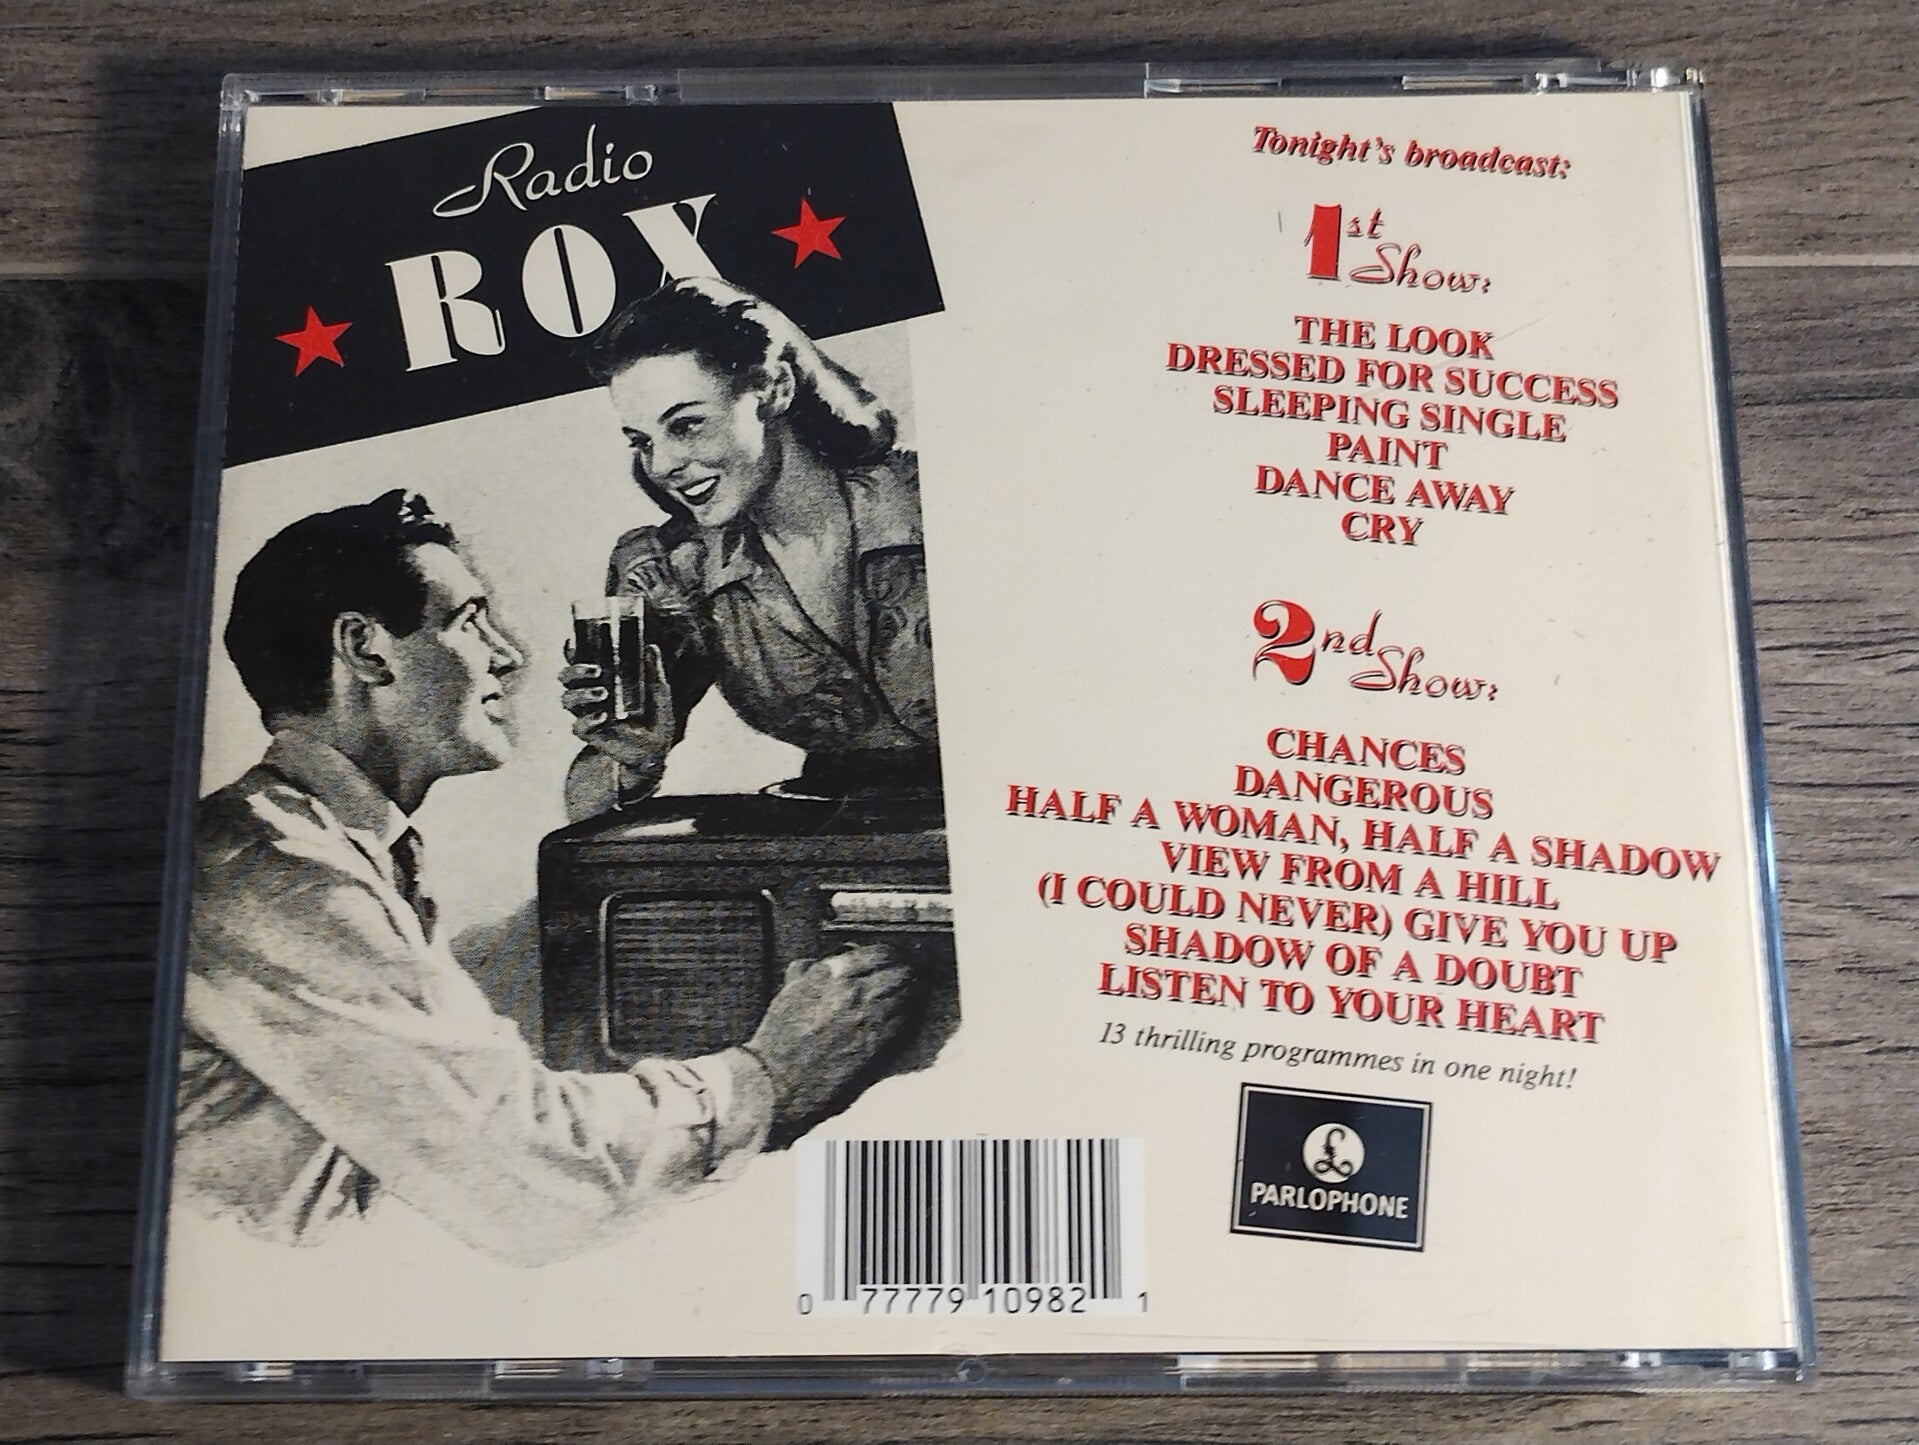 Radio
ROX
Tonight's broadcast:
1st Show:
THE LOOK
DRESSED FOR SUCCESS
SLEEPING SINGLE
PAINT
DANCE AWAY
CRY
2nd Show:
CHANCES
DANGEROUS
HALF A WOMAN, HALF A SHADOW
VIEW FROM A HILL
(I COULD NEVER) GIVE YOU UP
SHADOW OF A DOUBT
LISTEN TO YOUR HEART
13 thrilling programmes in one night!
£
PARLOPHONE
0 77779 10982 1